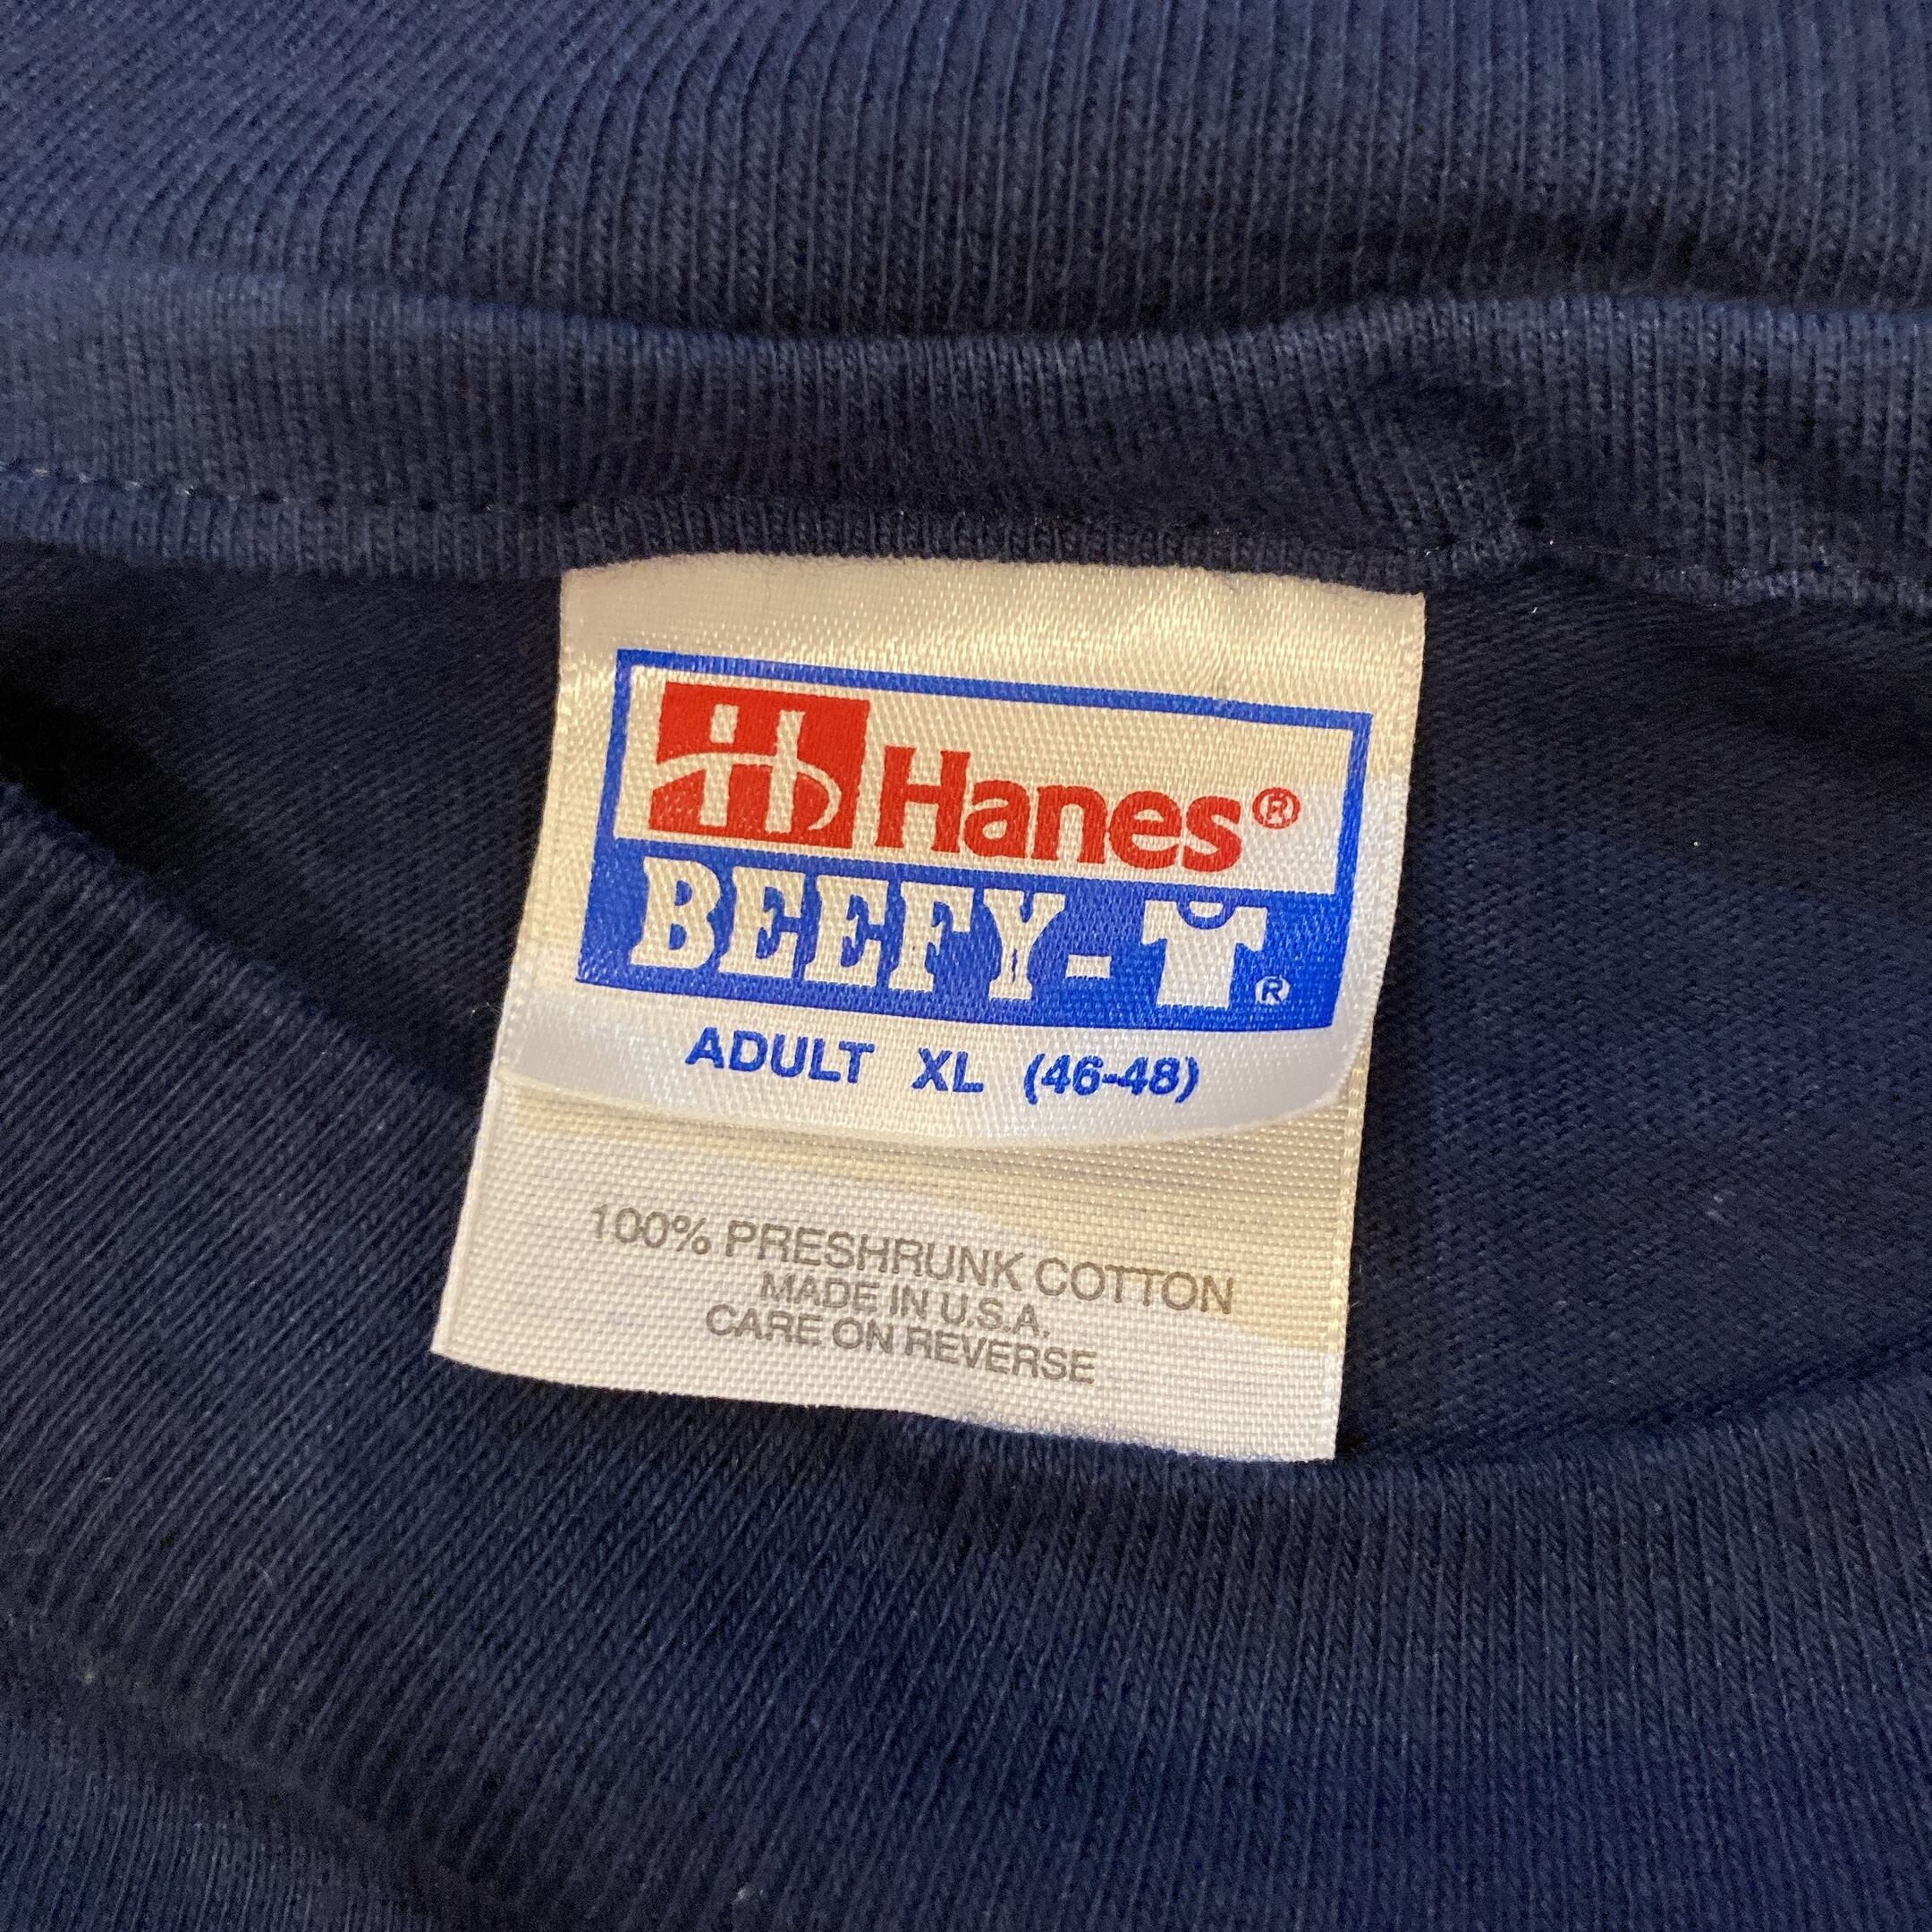 Hanes®
BEEFY-T®
ADULT XL (46-48)
100% PRESHRUNK COTTON
MADE IN U.S.A.
CARE ON REVERSE